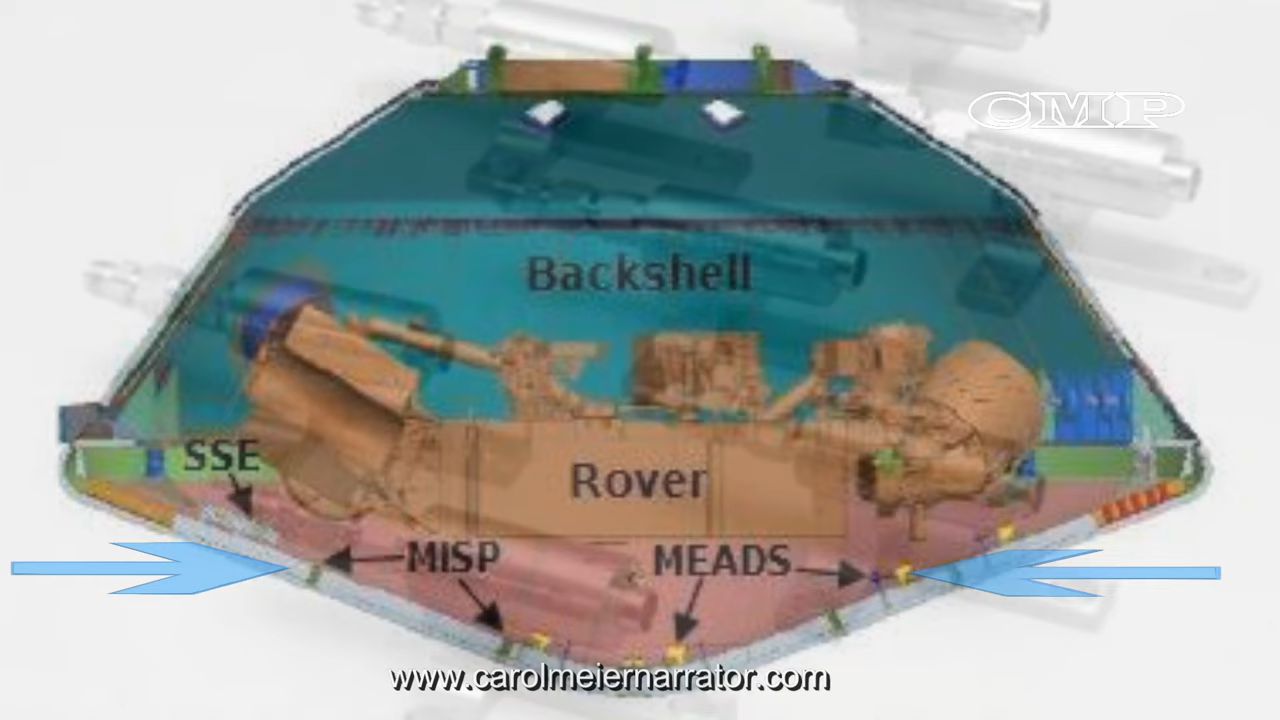 CMP
Backshell
SSE
Rover
MISP
MEADS
www.carolmeiernarrator.com